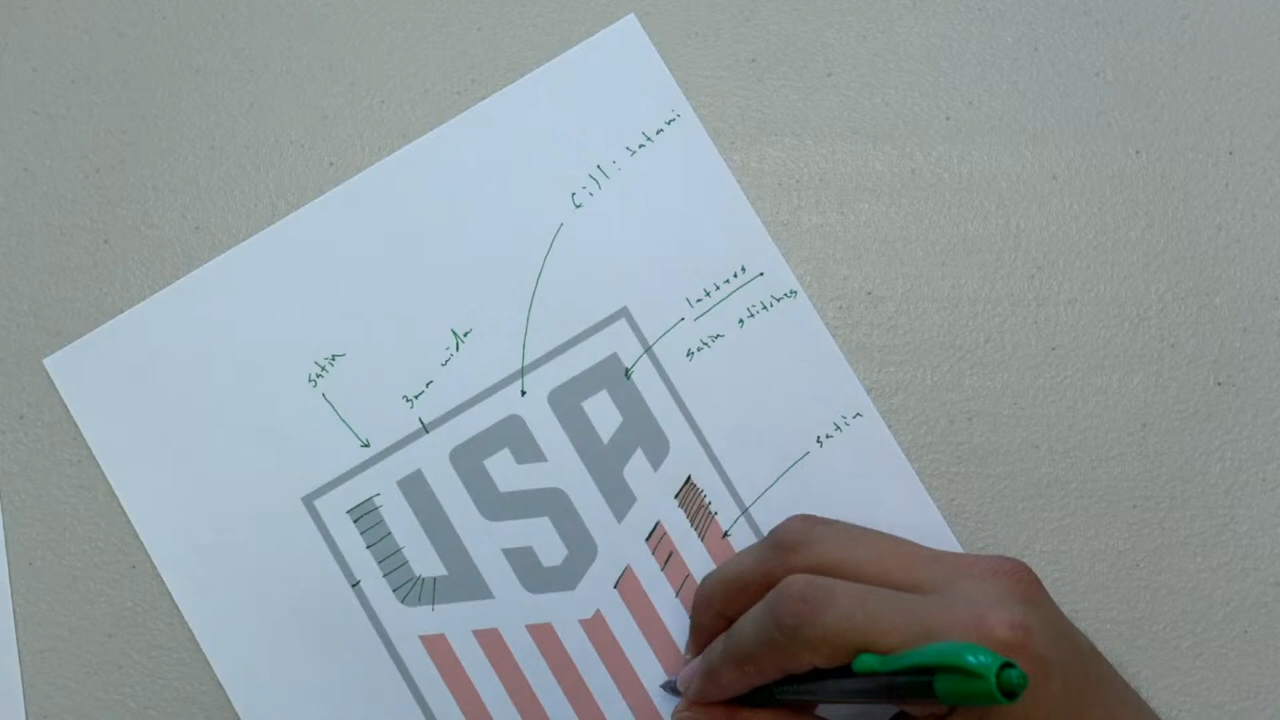 fill: tatami
letters
satin stitches
satin
3mm wide
satin
USA